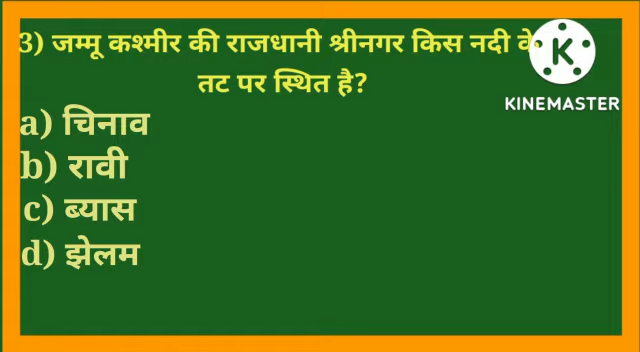 3) जम्मू कश्मीर की राजधानी श्रीनगर किस नदी के
तट पर स्थित है?
a) चिनाव
b) रावी
c) ब्यास
d) झेलम
K
KINEMASTER